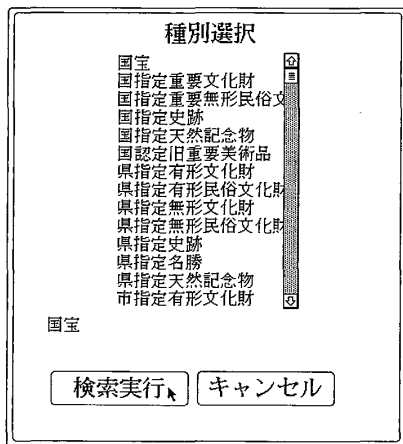 種別選択
国宝
国指定重要文化財
国指定重要無形民俗文
国指定史跡
国指定天然記念物
国認定旧重要美術品
県指定有形文化財
県指定有形民俗文化財
県指定無形文化財
県指定無形民俗文化財
県指定史跡
県指定名勝
県指定天然記念物
市指定有形文化財
国宝
検索実行
キャンセル